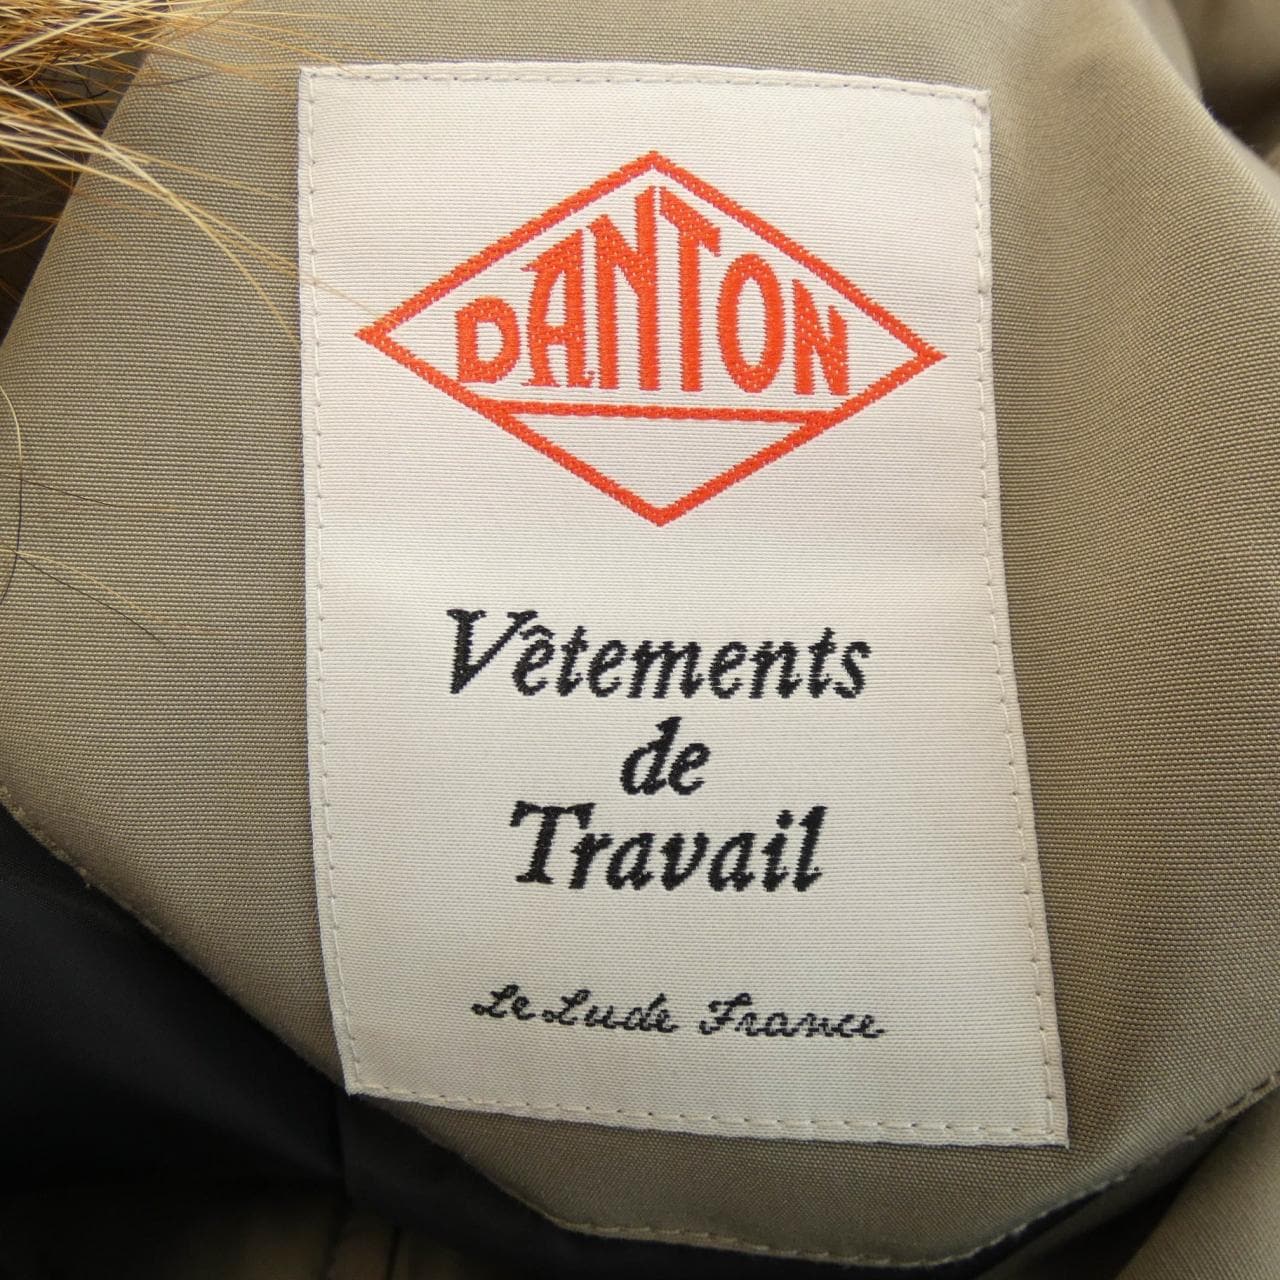 DANTON
Vêtements
de
Travail
Le Lude France